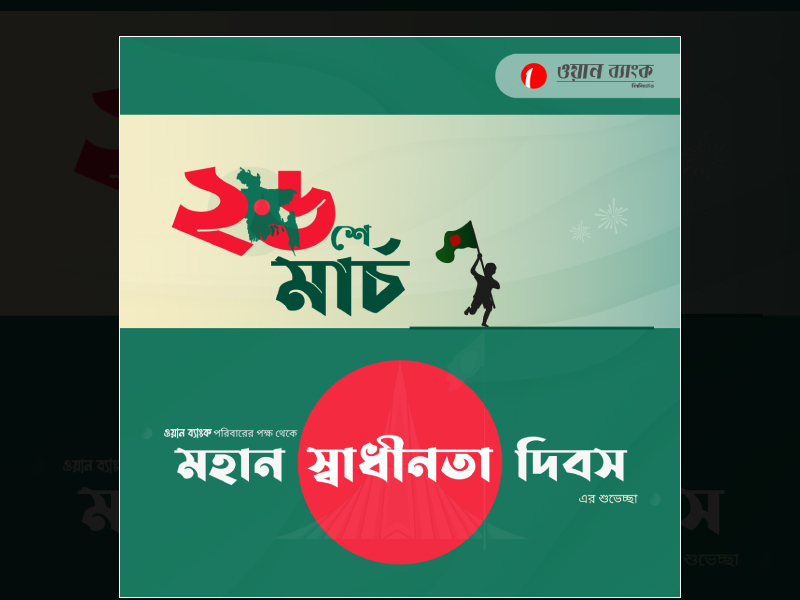 ওয়ান ব্যাংক
লিমিটেড
২৬শে
মার্চ
ওয়ান ব্যাংক পরিবারের পক্ষ থেকে
মহান স্বাধীনতা দিবস
এর শুভেচ্ছা